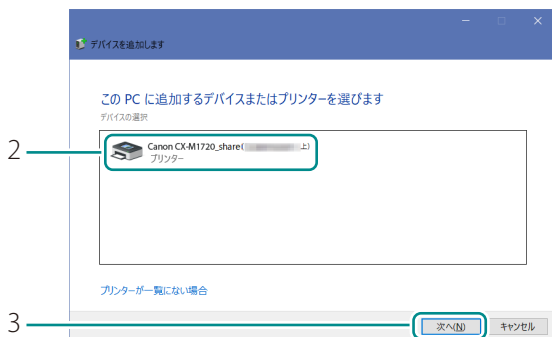 デバイスを追加します
この PC に追加するデバイスまたはプリンターを選びます
デバイスの選択
2
Canon CX-M1720_share( 上)
プリンター
プリンターが一覧にない場合
3
次へ(N)
キャンセル